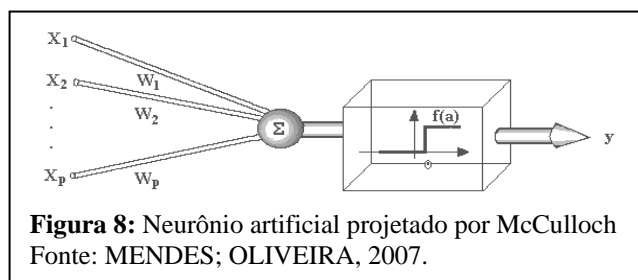 X1
W1
X2
W2
.
.
.
Xp
Wp
Σ
f(a)
y
Figura 8: Neurônio artificial projetado por McCulloch
Fonte: MENDES; OLIVEIRA, 2007.